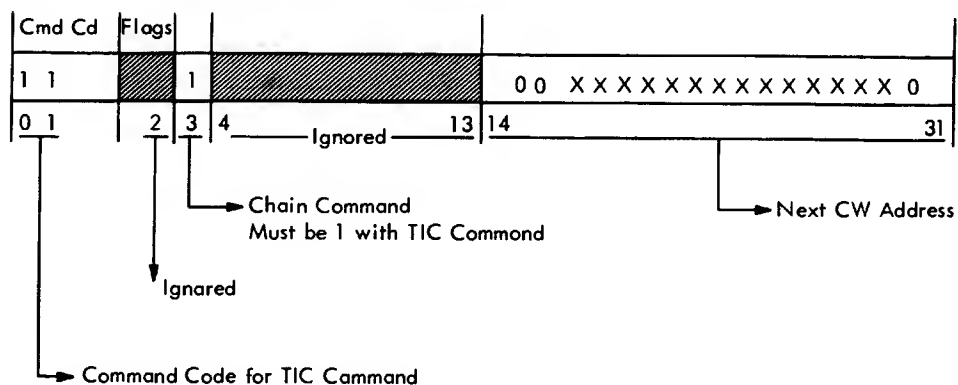 Cmd Cd Flags
1 1 1 0 0 X X X X X X X X X X X X X X X 0
0 1 2 3 4 Ignored 13 14 31
Chain Command
Must be 1 with TIC Commond
Next CW Address
Ignared
Command Code for TIC Cammand